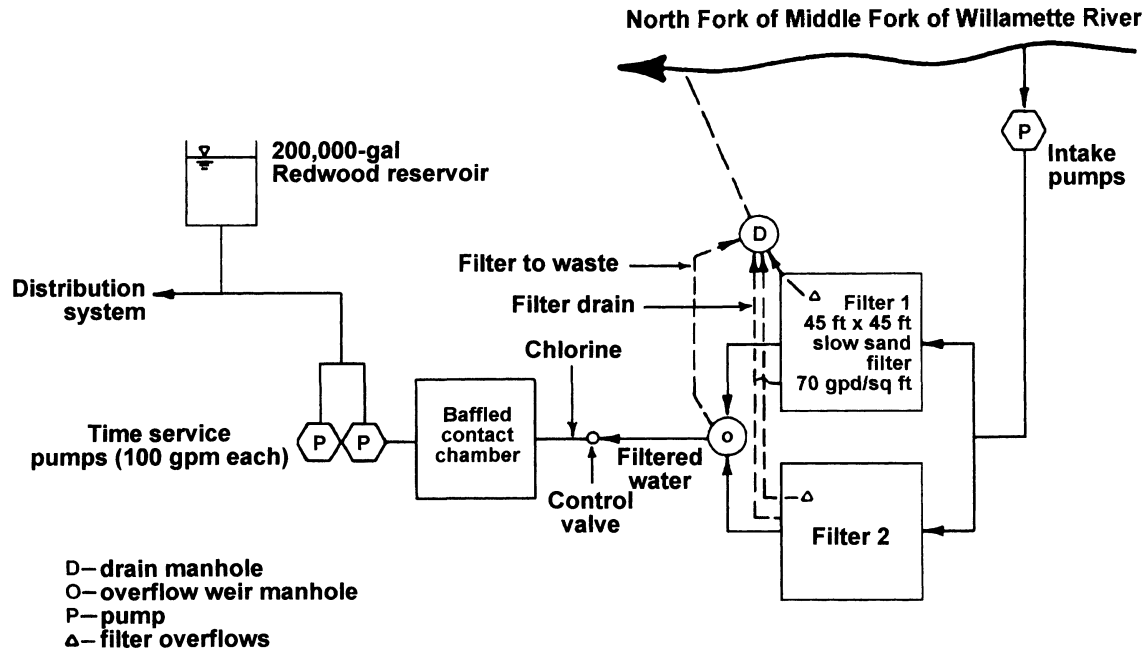 North Fork of Middle Fork of Willamette River
P
Intake
pumps
200,000-gal
Redwood reservoir
D
Filter to waste
Distribution
system
Filter drain
Filter 1
45 ft x 45 ft
slow sand
filter
70 gpd/sq ft
Chlorine
Baffled
contact
chamber
Time service
pumps (100 gpm each)
P
P
O
Filtered
water
Control
valve
Filter 2
D– drain manhole
O– overflow weir manhole
P– pump
Δ– filter overflows